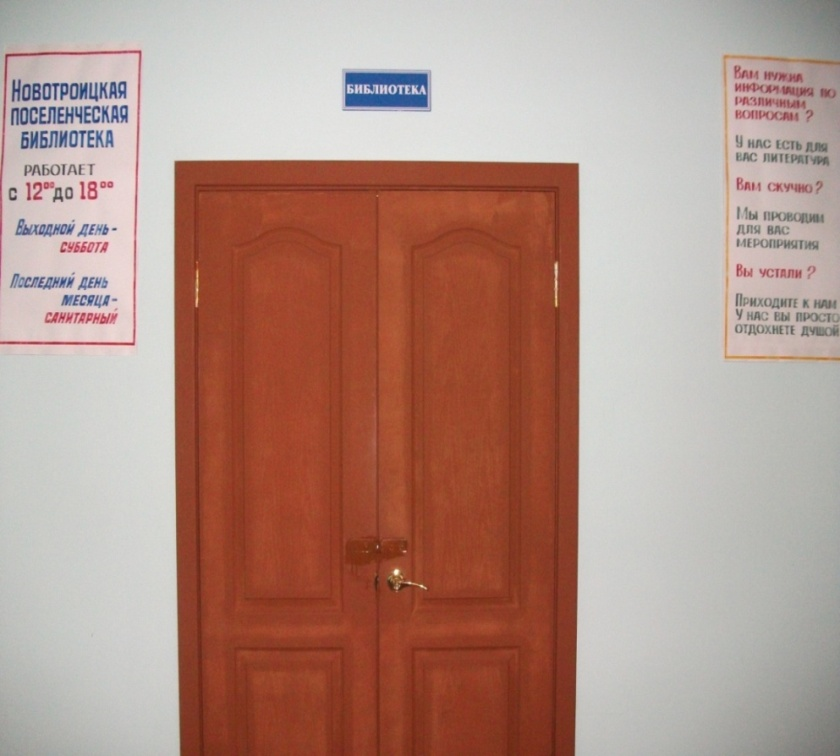 НОВОТРОИЦКАЯ
ПОСЕЛЕНЧЕСКАЯ
БИБЛИОТЕКА
РАБОТАЕТ
С 12⁰⁰ДО 18⁰⁰
ВЫХОДНОЙ ДЕНЬ-
СУББОТА
ПОСЛЕДНИЙ ДЕНЬ
МЕСЯЦА-
САНИТАРНЫЙ
БИБЛИОТЕКА
ВАМ НУЖНА
ИНФОРМАЦИЯ ПО
РАЗЛИЧНЫМ
ВОПРОСАМ?
У НАС ЕСТЬ ДЛЯ
ВАС ЛИТЕРАТУРА
ВАМ СКУЧНО?
МЫ ПРОВОДИМ
ДЛЯ ВАС
МЕРОПРИЯТИЯ
ВЫ УСТАЛИ?
ПРИХОДИТЕ К НАМ
У НАС ВЫ ПРОСТО
ОТДОХНЕТЕ ДУШОЙ